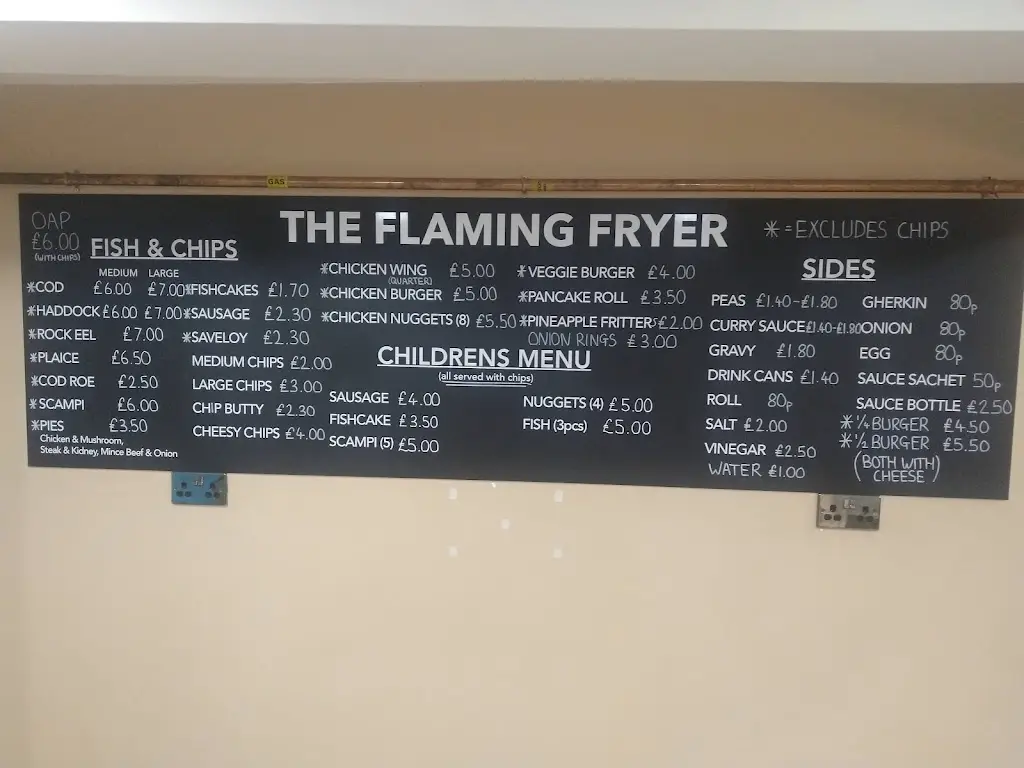 GAS
THE FLAMING FRYER
* = EXCLUDES CHIPS
OAP
£6.00
(WITH CHIPS)
FISH & CHIPS
MEDIUM LARGE
*COD £6.00 £7.00
*HADDOCK £6.00 £7.00
*ROCK EEL £7.00
*PLAICE £6.50
*COD ROE £2.50
*SCAMPI £6.00
*PIES £3.50
Chicken & Mushroom,
Steak & Kidney, Mince Beef & Onion
*FISHCAKES £1.70
*SAUSAGE £2.30
*SAVELOY £2.30
MEDIUM CHIPS £2.00
LARGE CHIPS £3.00
CHIP BUTTY £2.30
CHEESY CHIPS £4.00
*CHICKEN WING £5.00
(QUARTER)
*CHICKEN BURGER £5.00
*CHICKEN NUGGETS (8) £5.50
*VEGGIE BURGER £4.00
*PANCAKE ROLL £3.50
*PINEAPPLE FRITTERS £2.00
ONION RINGS £3.00
CHILDRENS MENU
(all served with chips)
SAUSAGE £4.00
FISHCAKE £3.50
SCAMPI (5) £5.00
NUGGETS (4) £5.00
FISH (3pcs) £5.00
SIDES
PEAS £1.40-£1.80
CURRY SAUCE £1.40-£1.80
GRAVY £1.80
DRINK CANS £1.40
ROLL 80p
SALT £2.00
VINEGAR £2.50
WATER £1.00
GHERKIN 80p
ONION 80p
EGG 80p
SAUCE SACHET 50p
SAUCE BOTTLE £2.50
*1/4 BURGER £4.50
*1/2 BURGER £5.50
(BOTH WITH
CHEESE)